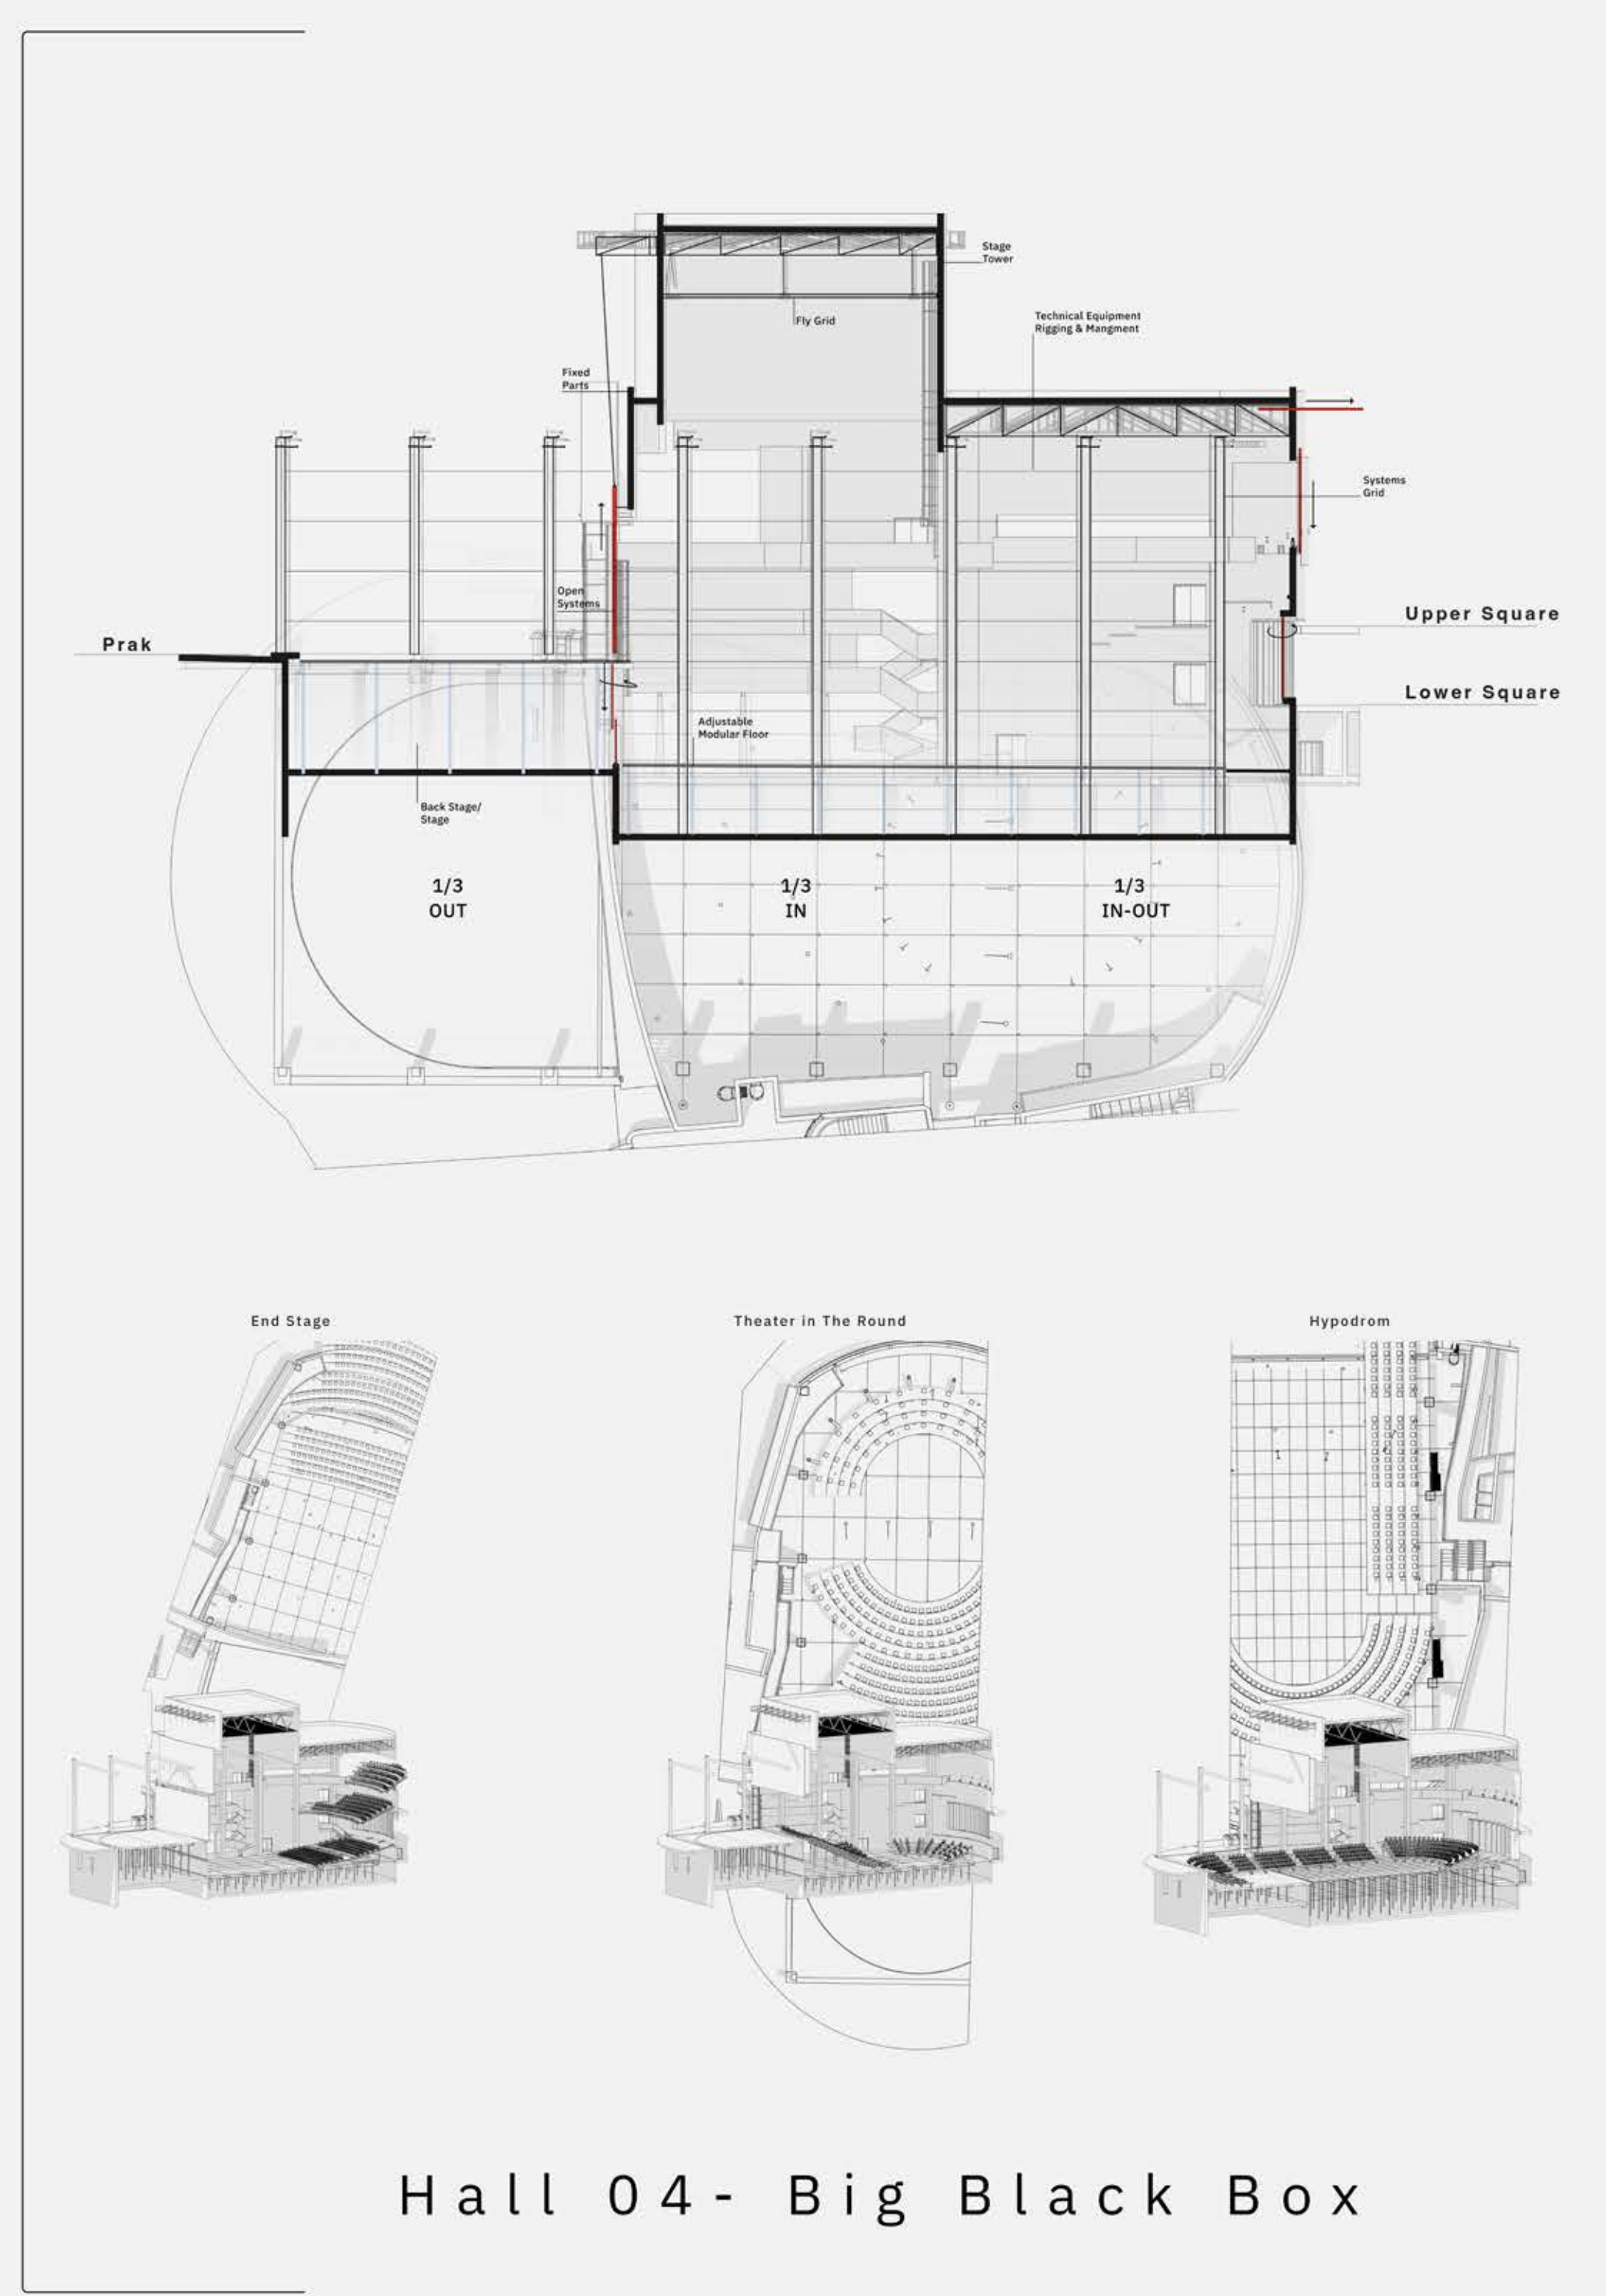 Stage
Tower
Fly Grid
Technical Equipment
Rigging & Mangment
Fixed
Parts
Systems
Grid
Open
Systems
Upper Square
Prak
Lower Square
Adjustable
Modular Floor
Back Stage/
Stage
1/3
OUT
1/3
IN
1/3
IN-OUT
End Stage
Theater in The Round
Hypodrom
Hall 04- Big Black Box